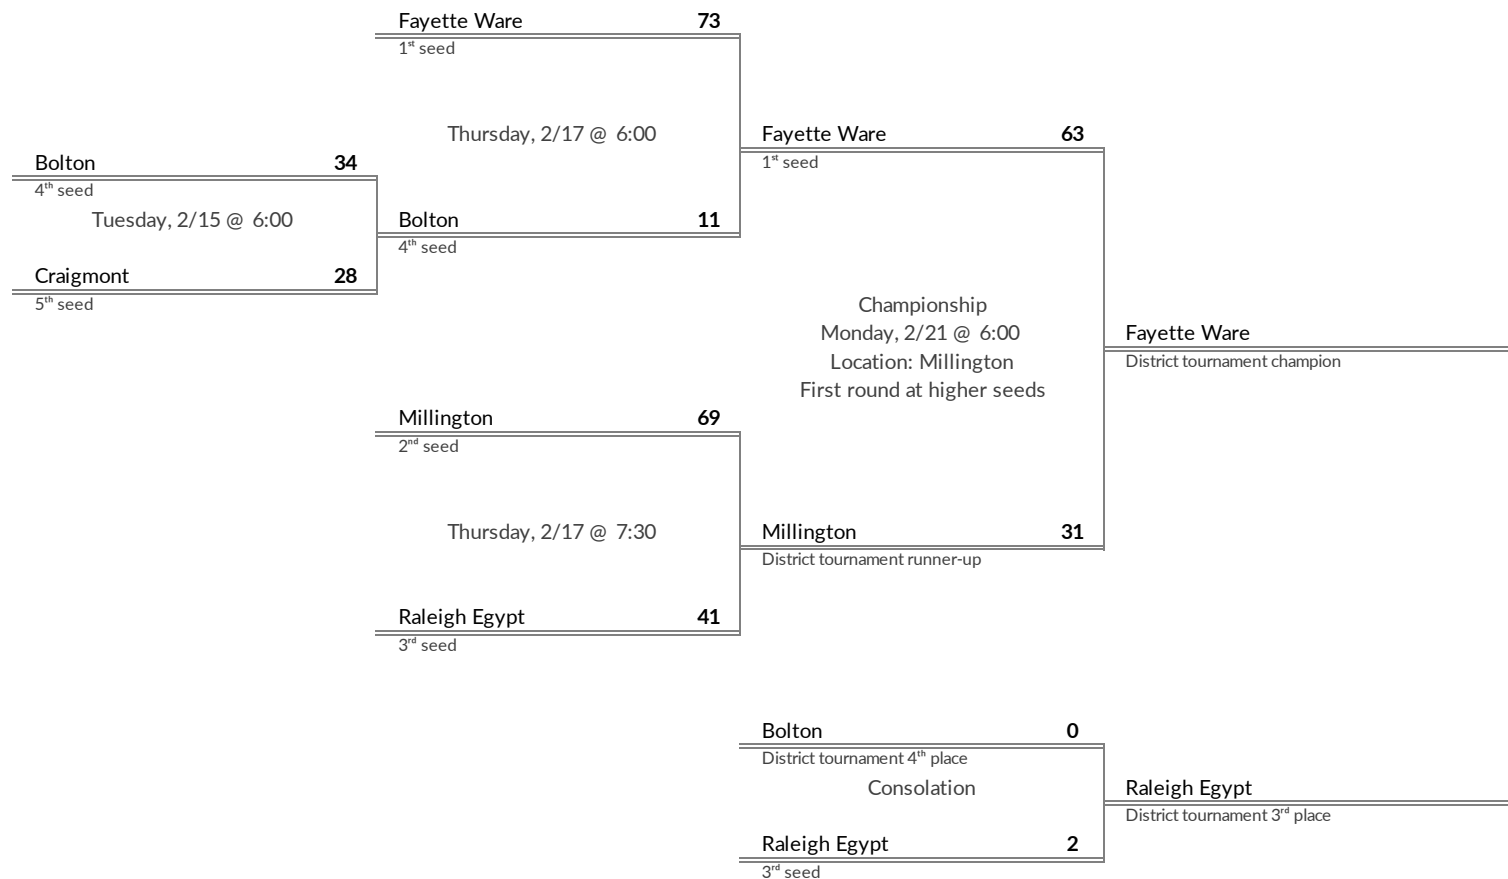 Fayette Ware 73
1st seed
Thursday, 2/17 @ 6:00
Fayette Ware 63
1st seed
Bolton 34
4th seed
Tuesday, 2/15 @ 6:00
Bolton 11
4th seed
Craigmont 28
5th seed
Championship
Monday, 2/21 @ 6:00
Location: Millington
First round at higher seeds
Fayette Ware
District tournament champion
Millington 69
2nd seed
Thursday, 2/17 @ 7:30
Millington 31
District tournament runner-up
Raleigh Egypt 41
3rd seed
Bolton 0
District tournament 4th place
Consolation
Raleigh Egypt
District tournament 3rd place
Raleigh Egypt 2
3rd seed